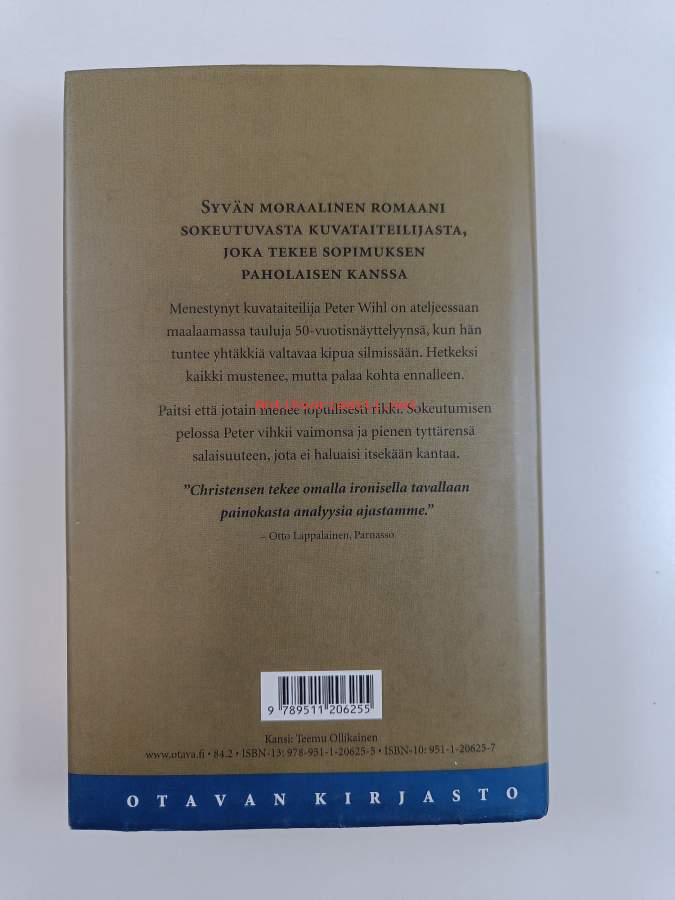 SYVÄN MORAALINEN ROMAANI
SOKEUTUVASTA KUVATAITEILIJASTA,
JOKA TEKEE SOPIMUKSEN
PAHOLAISEN KANSSA
Menestynyt kuvataiteilija Peter Wihl on ateljeessaan
maalaamassa tauluja 50-vuotisnäyttelyynsä, kun hän
tuntee yhtäkkiä valtavaa kipua silmissään. Hetkeksi
kaikki mustenee, mutta palaa kohta ennalleen.
Paitsi että jotain menee lopullisesti rikki. Sokeutumisen
pelossa Peter vihkii vaimonsa ja pienen tyttärensä
salaisuuteen, jota ei haluaisi itsekään kantaa.
”Christensen tekee omalla ironisella tavallaan
painokasta analyysia ajastamme.”
– Otto Lappalainen, Parnasso
9 789511 206255
Kansi: Teemu Ollikainen
www.otava.fi • 84.2 • ISBN-13: 978-951-1-20625-5 • ISBN-10: 951-1-20625-7
OTAVAN KIRJASTO